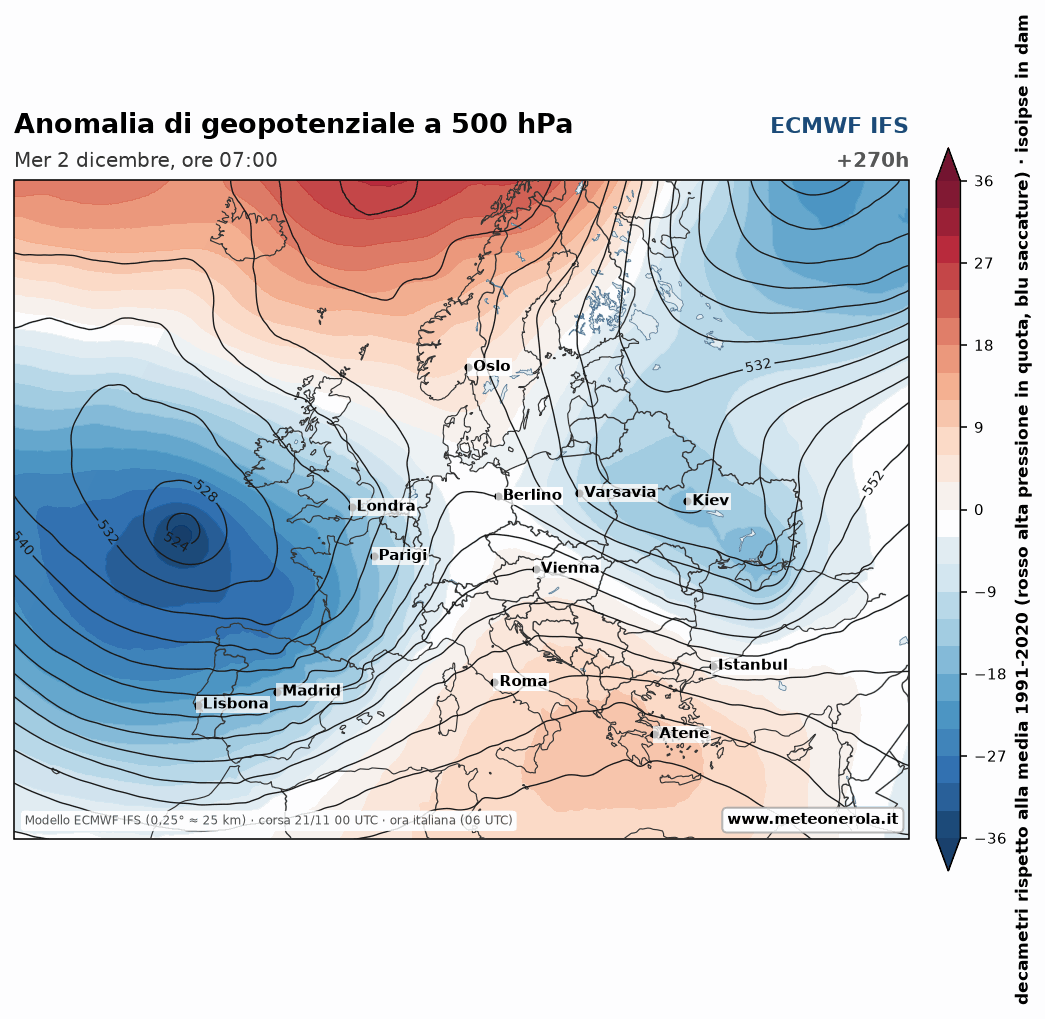 Anomalia di geopotenziale a 500 hPa
ECMWF IFS
Mer 2 dicembre, ore 07:00
+270h
532
Oslo
552
528
Londra
Berlino
Varsavia
Kiev
532
540
524
Parigi
Vienna
Istanbul
Roma
Madrid
Lisbona
Atene
Modello ECMWF IFS (0,25° ≈ 25 km) · corsa 21/11 00 UTC · ora italiana (06 UTC)
www.meteonerola.it
36
27
18
9
0
−9
−18
−27
−36
decametri rispetto alla media 1991-2020 (rosso alta pressione in quota, blu saccature) · isoipse in dam